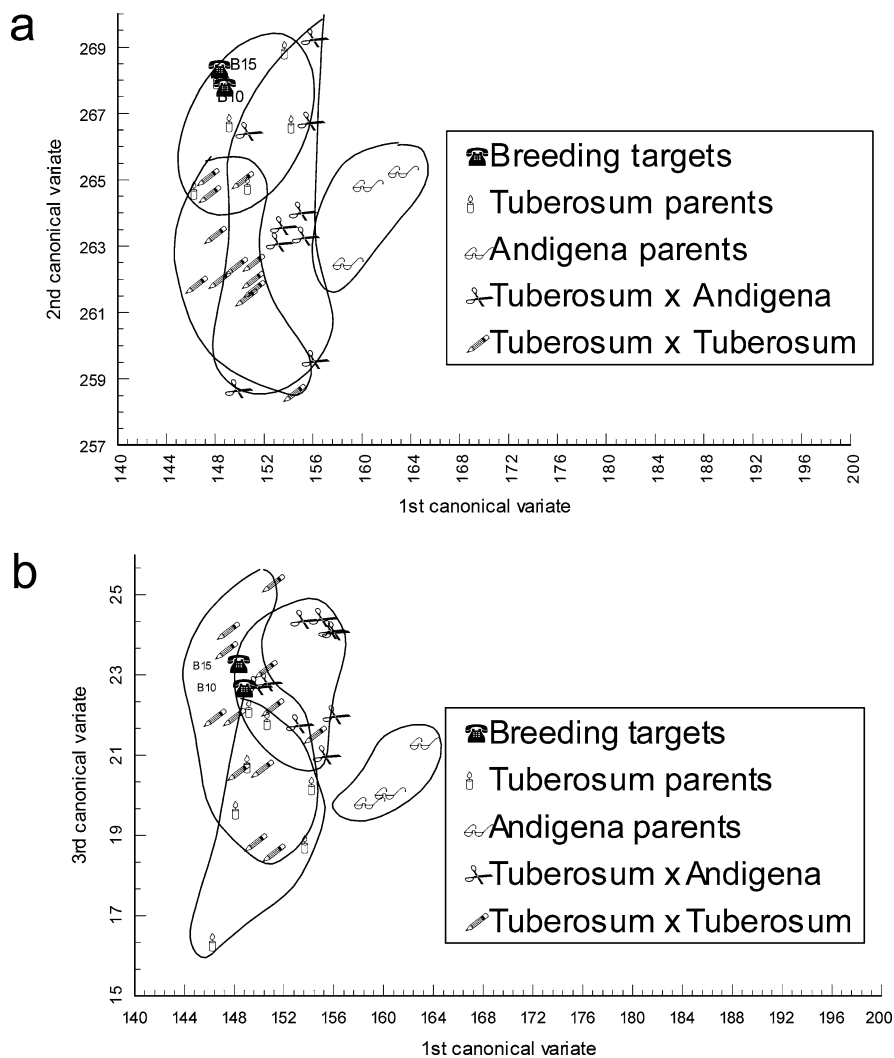 a
269
267
265
263
261
259
257
2nd canonical variate
B15
B10
Breeding targets
Tuberosum parents
Andigena parents
Tuberosum x Andigena
Tuberosum x Tuberosum
140 144 148 152 156 160 164 168 172 176 180 184 188 192 196 200
1st canonical variate
b
25
23
21
19
17
15
3rd canonical variate
B15
B10
Breeding targets
Tuberosum parents
Andigena parents
Tuberosum x Andigena
Tuberosum x Tuberosum
140 144 148 152 156 160 164 168 172 176 180 184 188 192 196 200
1st canonical variate